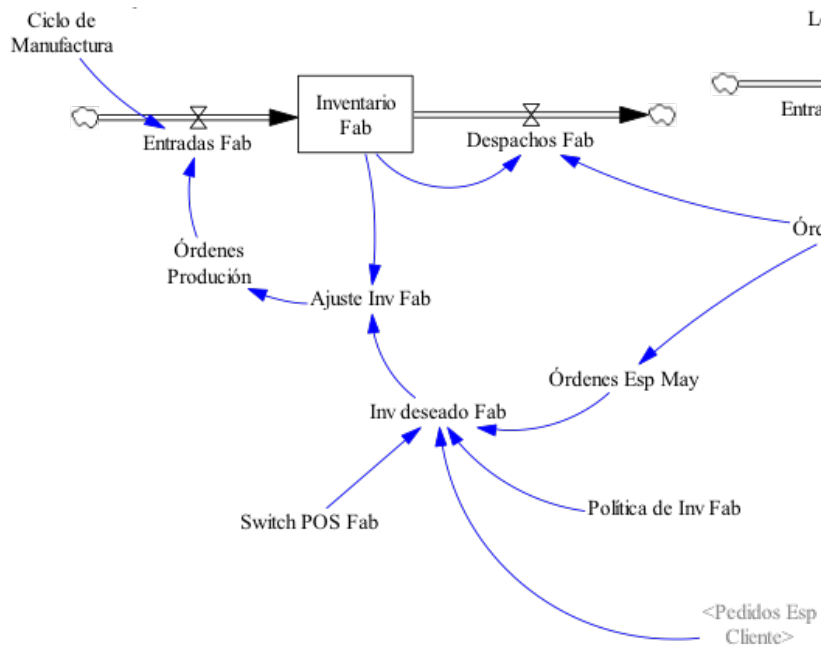 Ciclo de
Manufactura
Inventario
Fab
Entradas Fab
Despachos Fab
Órdenes
Produción
Ajuste Inv Fab
Órdenes Esp May
Inv deseado Fab
Switch POS Fab
Política de Inv Fab
<Pedidos Esp
Cliente>